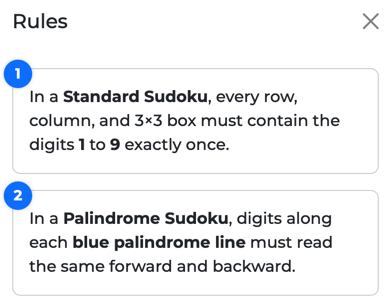 Rules
1
In a Standard Sudoku, every row,
column, and 3×3 box must contain the
digits 1 to 9 exactly once.
2
In a Palindrome Sudoku, digits along
each blue palindrome line must read
the same forward and backward.